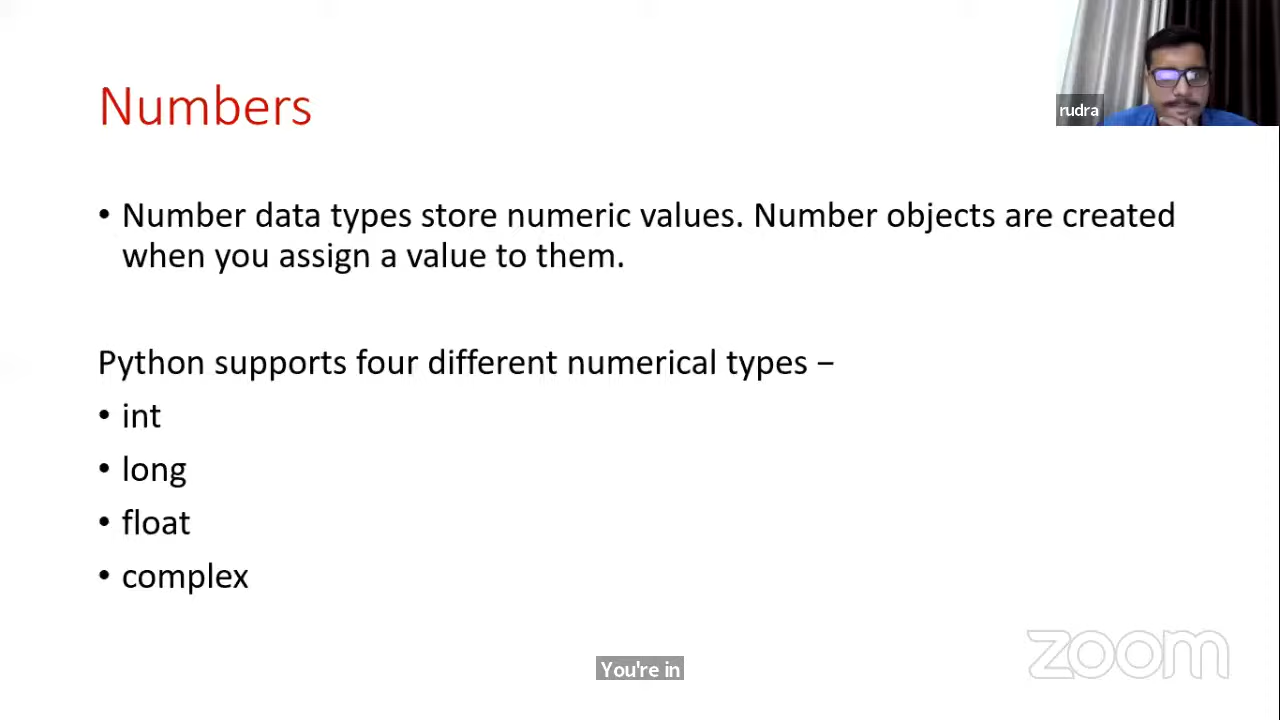 Numbers
rudra
• Number data types store numeric values. Number objects are created
when you assign a value to them.
Python supports four different numerical types −
• int
• long
• float
• complex
zoom
You're in